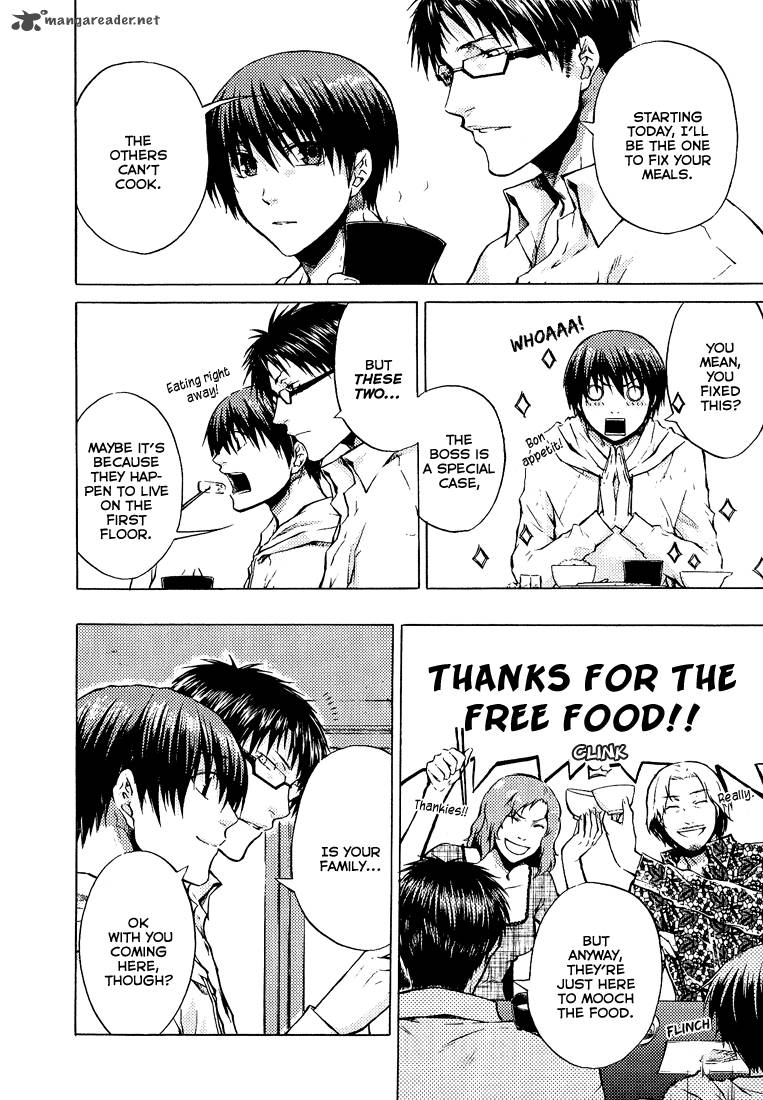 mangareader.net
STARTING
TODAY, I'LL
BE THE ONE
TO FIX YOUR
MEALS.
THE
OTHERS
CAN'T
COOK.
YOU
MEAN,
YOU
FIXED
THIS?
WHOAAA!
Bon
appetit!
THE
BOSS IS
A SPECIAL
CASE,
BUT
THESE
TWO...
Eating right
away!
MAYBE IT'S
BECAUSE
THEY HAP-
PEN TO LIVE
ON THE
FIRST
FLOOR.
THANKS FOR THE
FREE FOOD!!
CLINK
Really.
Thankies!!
BUT
ANYWAY,
THEY'RE
JUST HERE
TO MOOCH
THE FOOD.
FLINCH
IS YOUR
FAMILY...
OK
WITH YOU
COMING
HERE,
THOUGH?